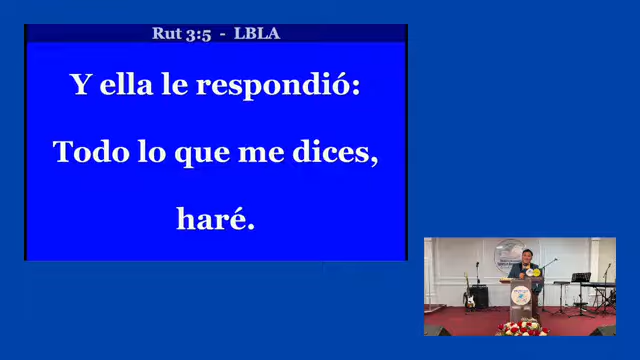 Rut 3:5 - LBLA
Y ella le respondió:
Todo lo que me dices,
haré.